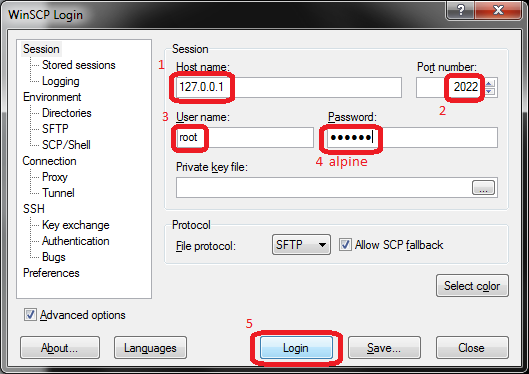 WinSCP Login
Session
Stored sessions
Logging
Environment
Directories
SFTP
SCP/Shell
Connection
Proxy
Tunnel
SSH
Key exchange
Authentication
Bugs
Preferences
Advanced options
Session
1 Host name:
Port number:
127.0.0.1
2022
2
3 User name:
Password:
root
●●●●●●
4 alpine
Private key file:
...
Protocol
File protocol:
SFTP
Allow SCP fallback
Select color
5
About...
Languages
Login
Save...
Close